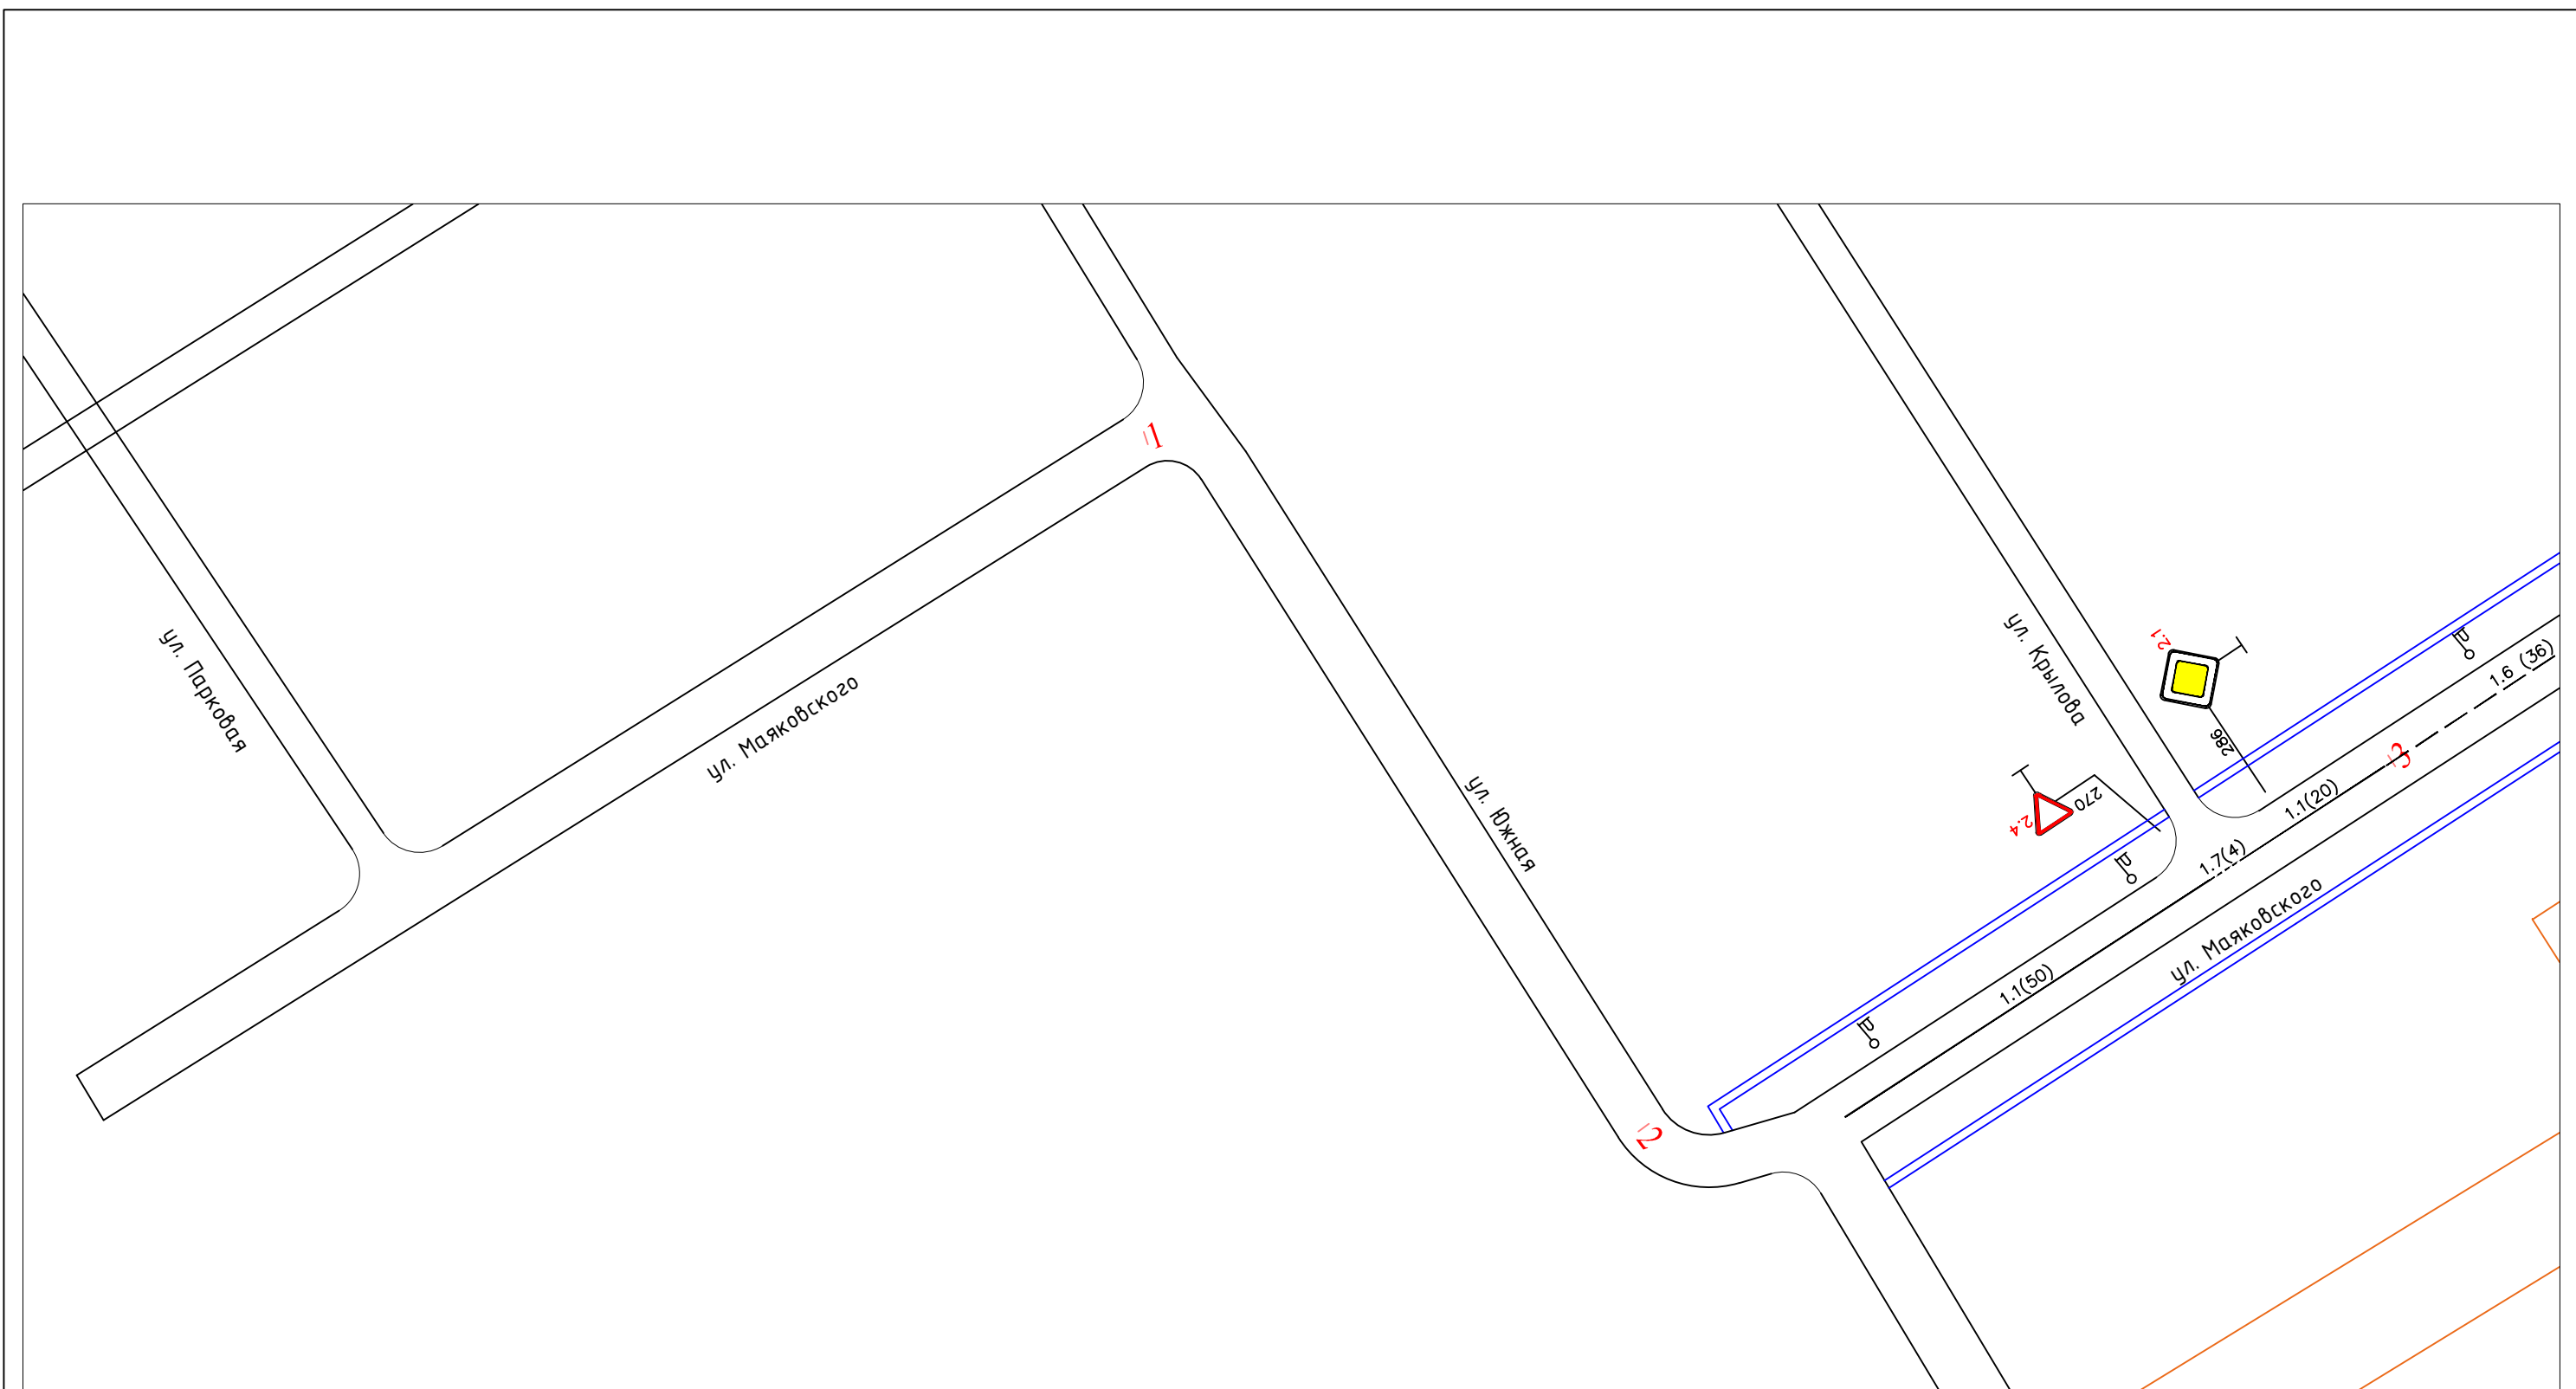 1
ул. Крылова
2.1
ул. Парковая
1.6 (36)
ул. Маяковского
286
3
2.4
270
1.1(20)
ул. Южная
1.7(4)
ул. Маяковского
1.1(50)
2